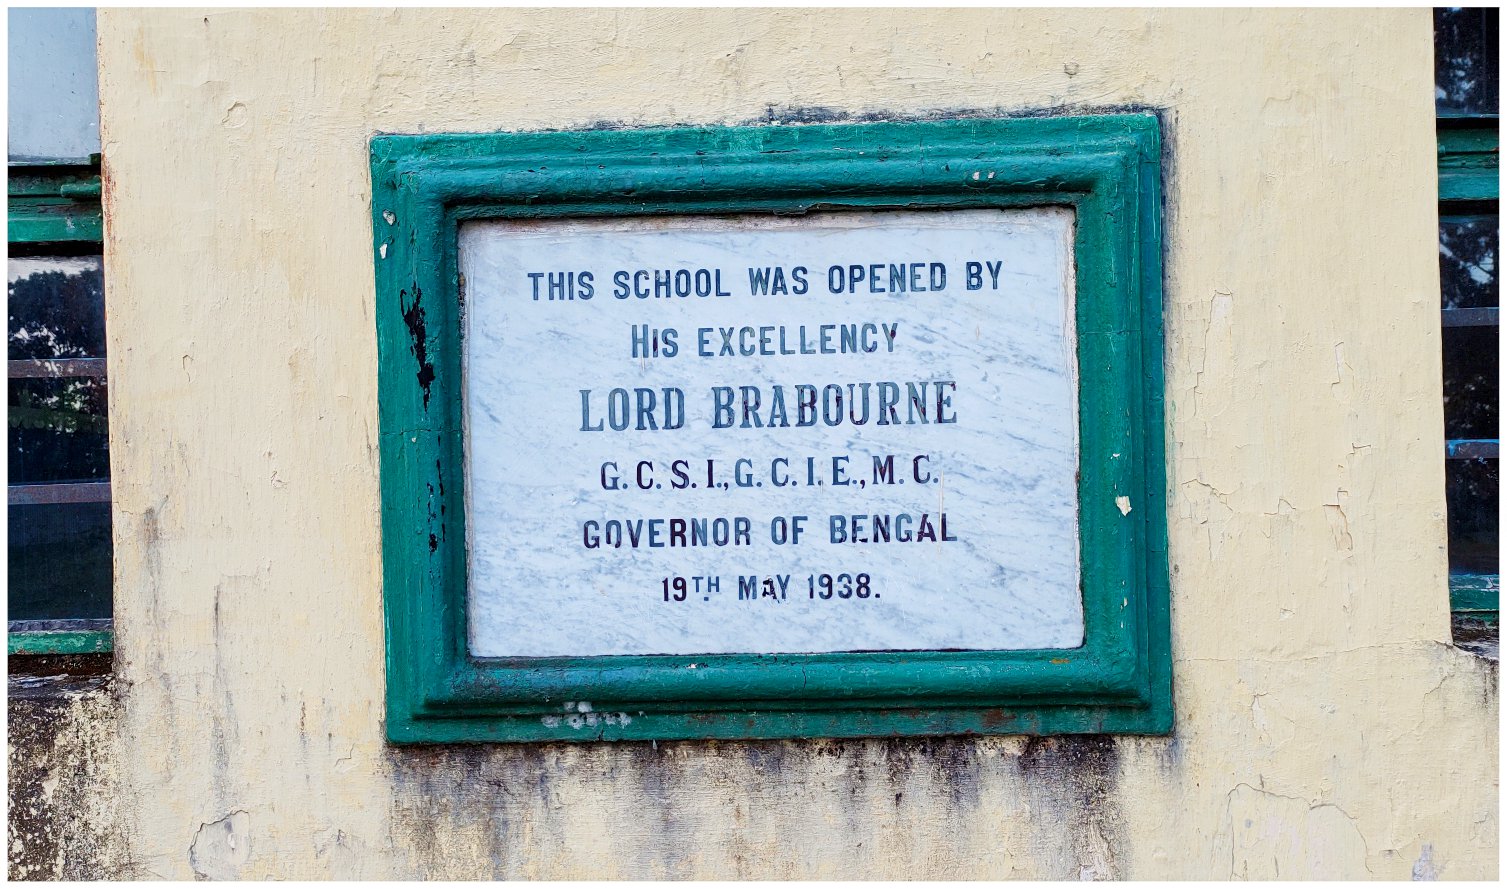 THIS SCHOOL WAS OPENED BY
HIS EXCELLENCY
LORD BRABOURNE
G.C.S.I., G.C.I.E., M.C.
GOVERNOR OF BENGAL
19TH MAY 1938.